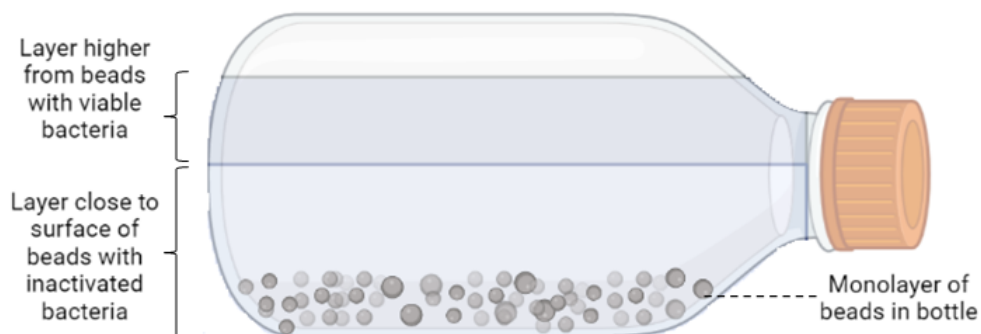 Layer higher
from beads
with viable
bacteria
Layer close to
surface of
beads with
inactivated
bacteria
Monolayer of
beads in bottle